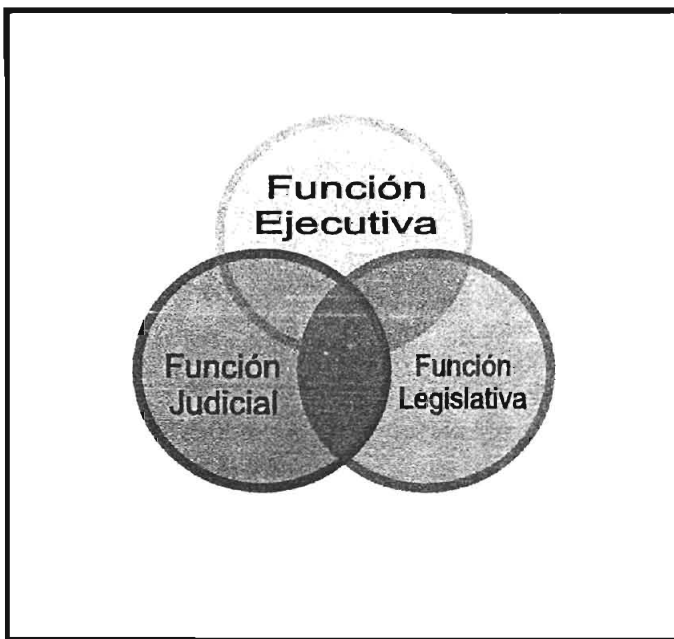 Función
Ejecutiva
Función
Judicial
Función
Legislativa